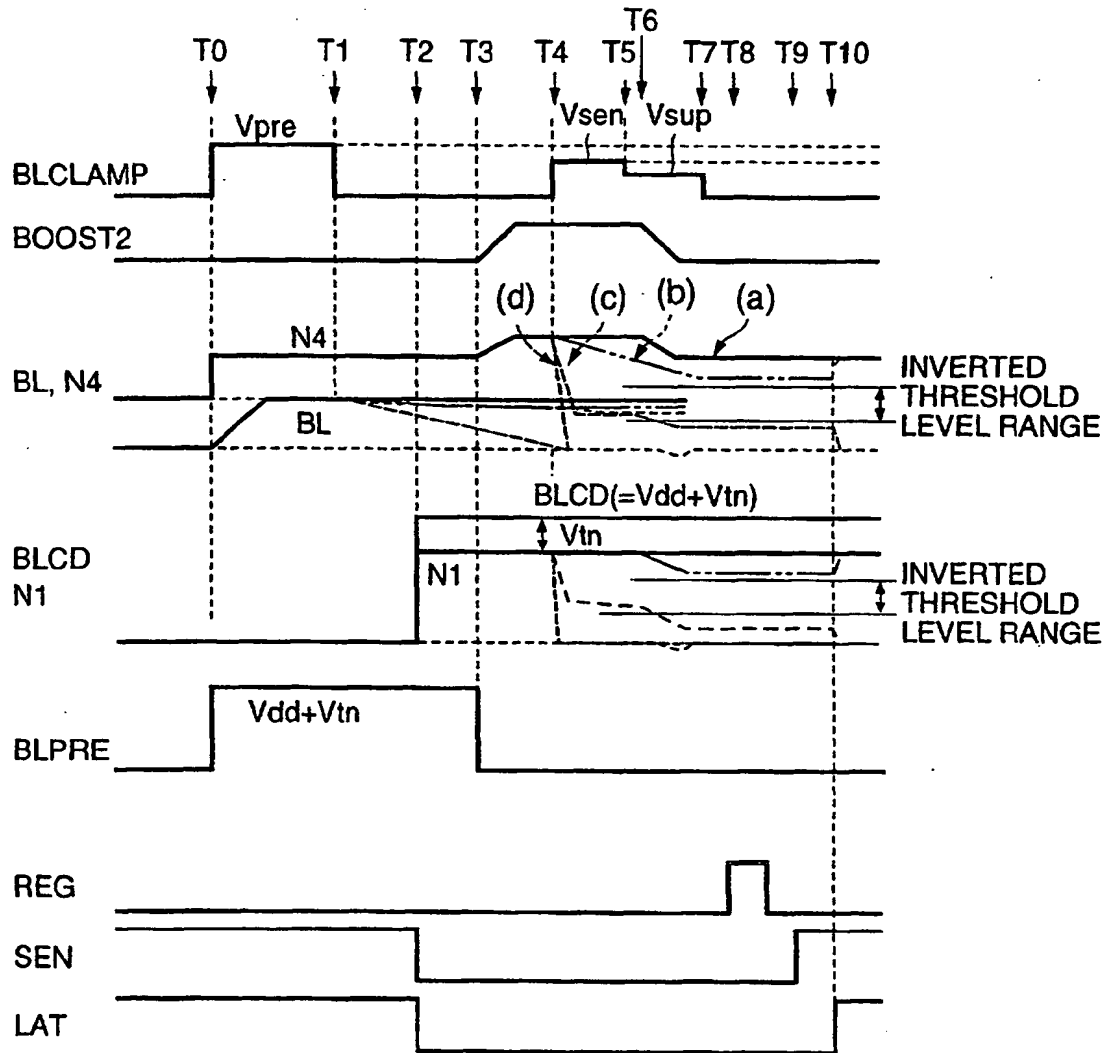 T6
T0 T1 T2 T3 T4 T5 T7 T8 T9 T10
Vpre Vsen Vsup
BLCLAMP
BOOST2
(d) (c) (b) (a)
N4
BL, N4
INVERTED
THRESHOLD
LEVEL RANGE
BL
BLCD(=Vdd+Vtn)
Vtn
BLCD
N1
N1
INVERTED
THRESHOLD
LEVEL RANGE
Vdd+Vtn
BLPRE
REG
SEN
LAT